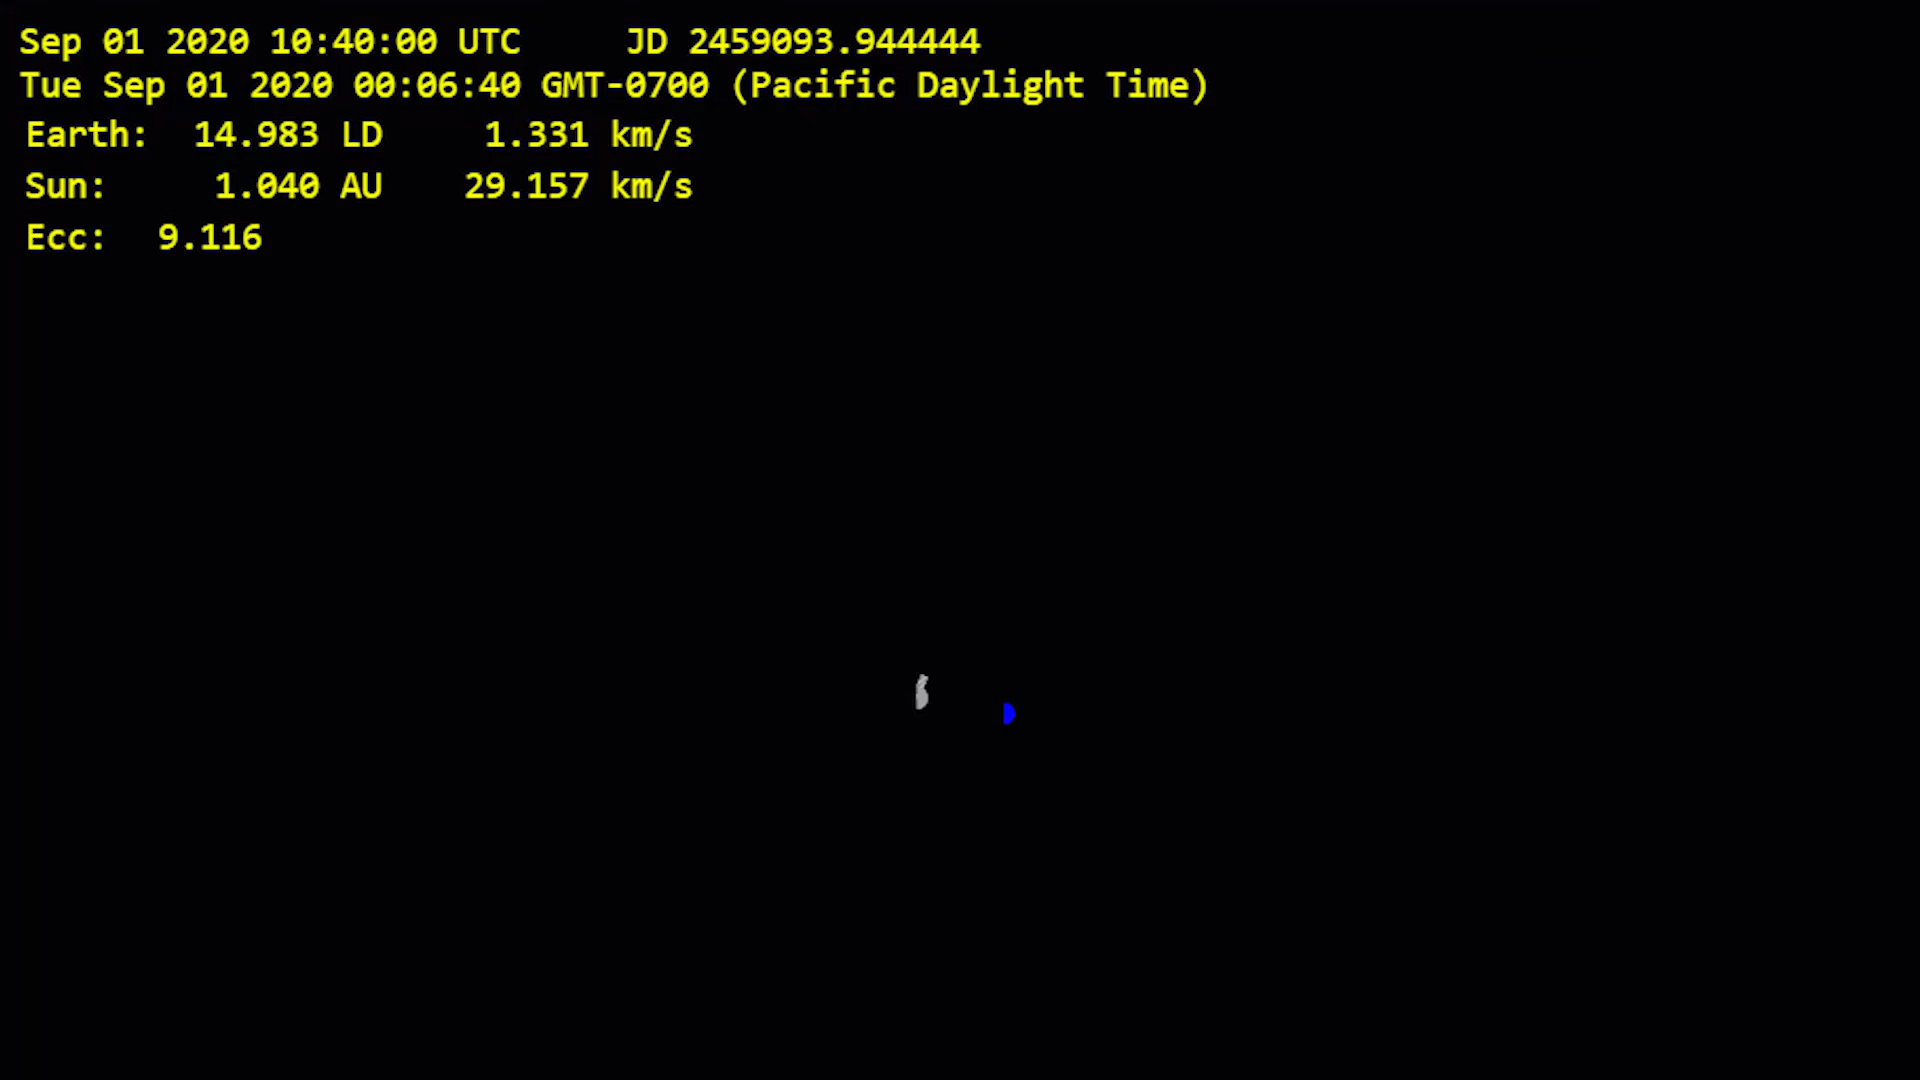 Sep 01 2020 10:40:00 UTC JD 2459093.944444
Tue Sep 01 2020 00:06:40 GMT-0700 (Pacific Daylight Time)
Earth: 14.983 LD 1.331 km/s
Sun: 1.040 AU 29.157 km/s
Ecc: 9.116